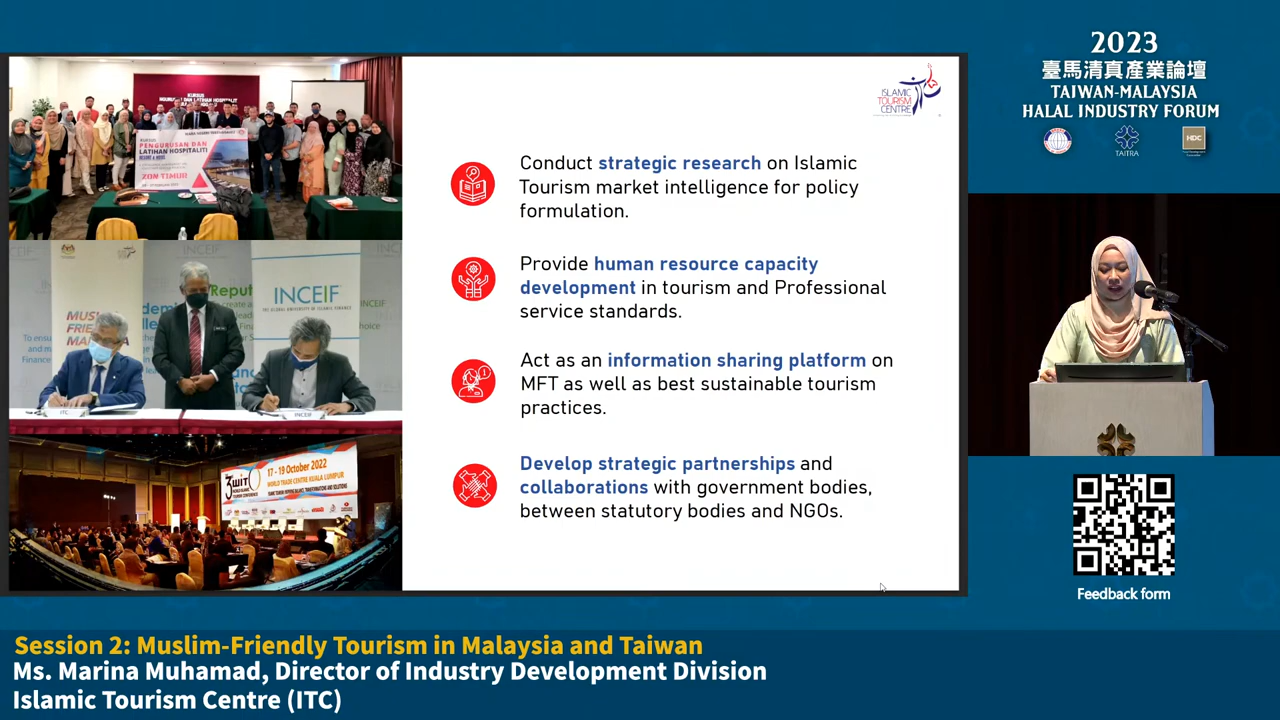 2023
臺馬清真產業論壇
TAIWAN-MALAYSIA
HALAL INDUSTRY FORUM
TAITRA
HDC
ISLAMIC
TOURISM
CENTRE
Conduct strategic research on Islamic
Tourism market intelligence for policy
formulation.
Provide human resource capacity
development in tourism and Professional
service standards.
Act as an information sharing platform on
MFT as well as best sustainable tourism
practices.
Develop strategic partnerships and
collaborations with government bodies,
between statutory bodies and NGOs.
KURSUS
PENGURUSAN DAN
LATIHAN HOSPITALITI
ZON TIMUR
INCEIF
INCEIF
THE GLOBAL UNIVERSITY OF ISLAMIC FINANCE
ITC
INCEIF
17 - 19 October 2022
WORLD TRADE CENTRE KUALA LUMPUR
Feedback form
Session 2: Muslim-Friendly Tourism in Malaysia and Taiwan
Ms. Marina Muhamad, Director of Industry Development Division
Islamic Tourism Centre (ITC)